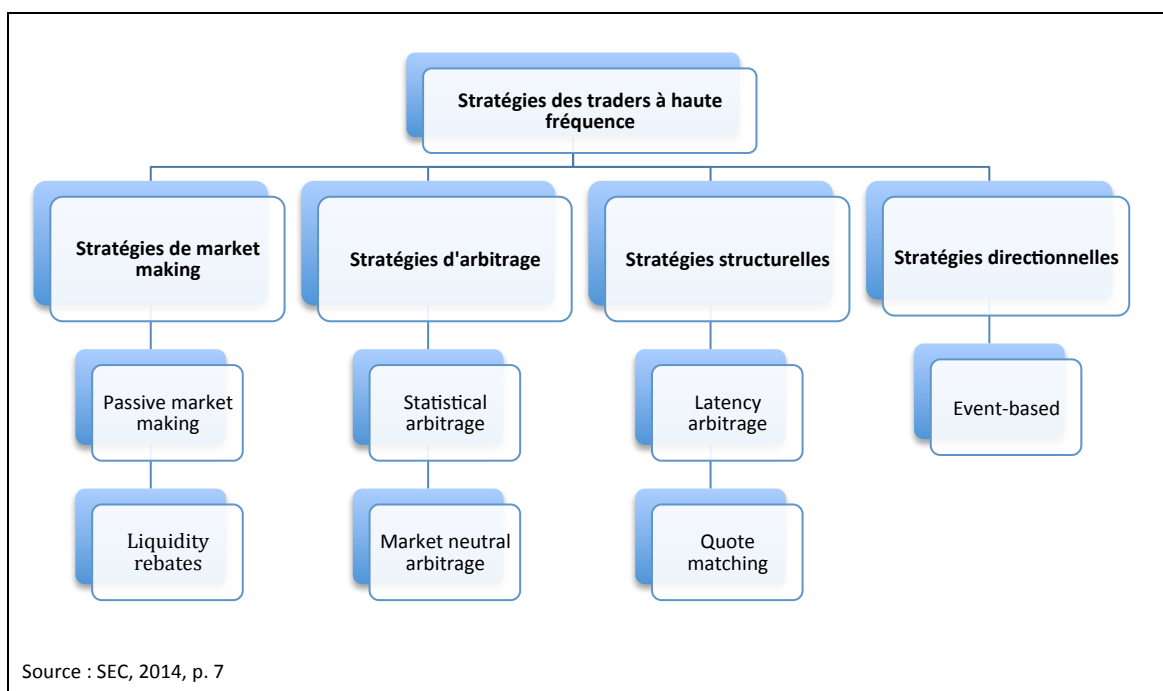 Stratégies des traders à haute
fréquence
Stratégies de market
making
Stratégies d'arbitrage
Stratégies structurelles
Stratégies directionnelles
Passive market
making
Statistical
arbitrage
Latency
arbitrage
Event-based
Liquidity
rebates
Market neutral
arbitrage
Quote
matching
Source : SEC, 2014, p. 7